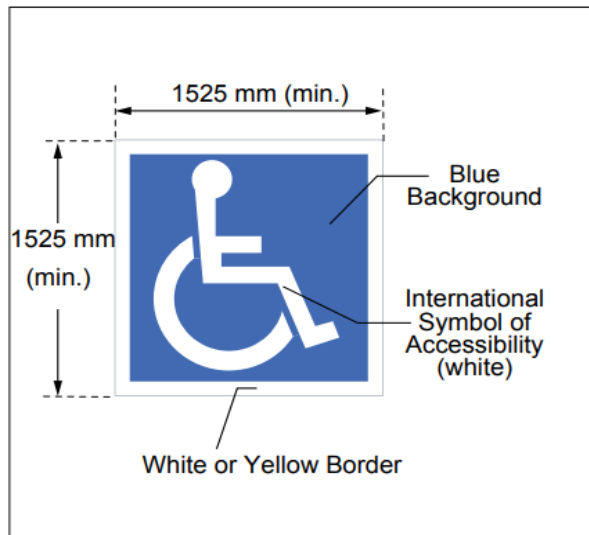 1525 mm (min.)
1525 mm
(min.)
Blue
Background
International
Symbol of
Accessibility
(white)
White or Yellow Border